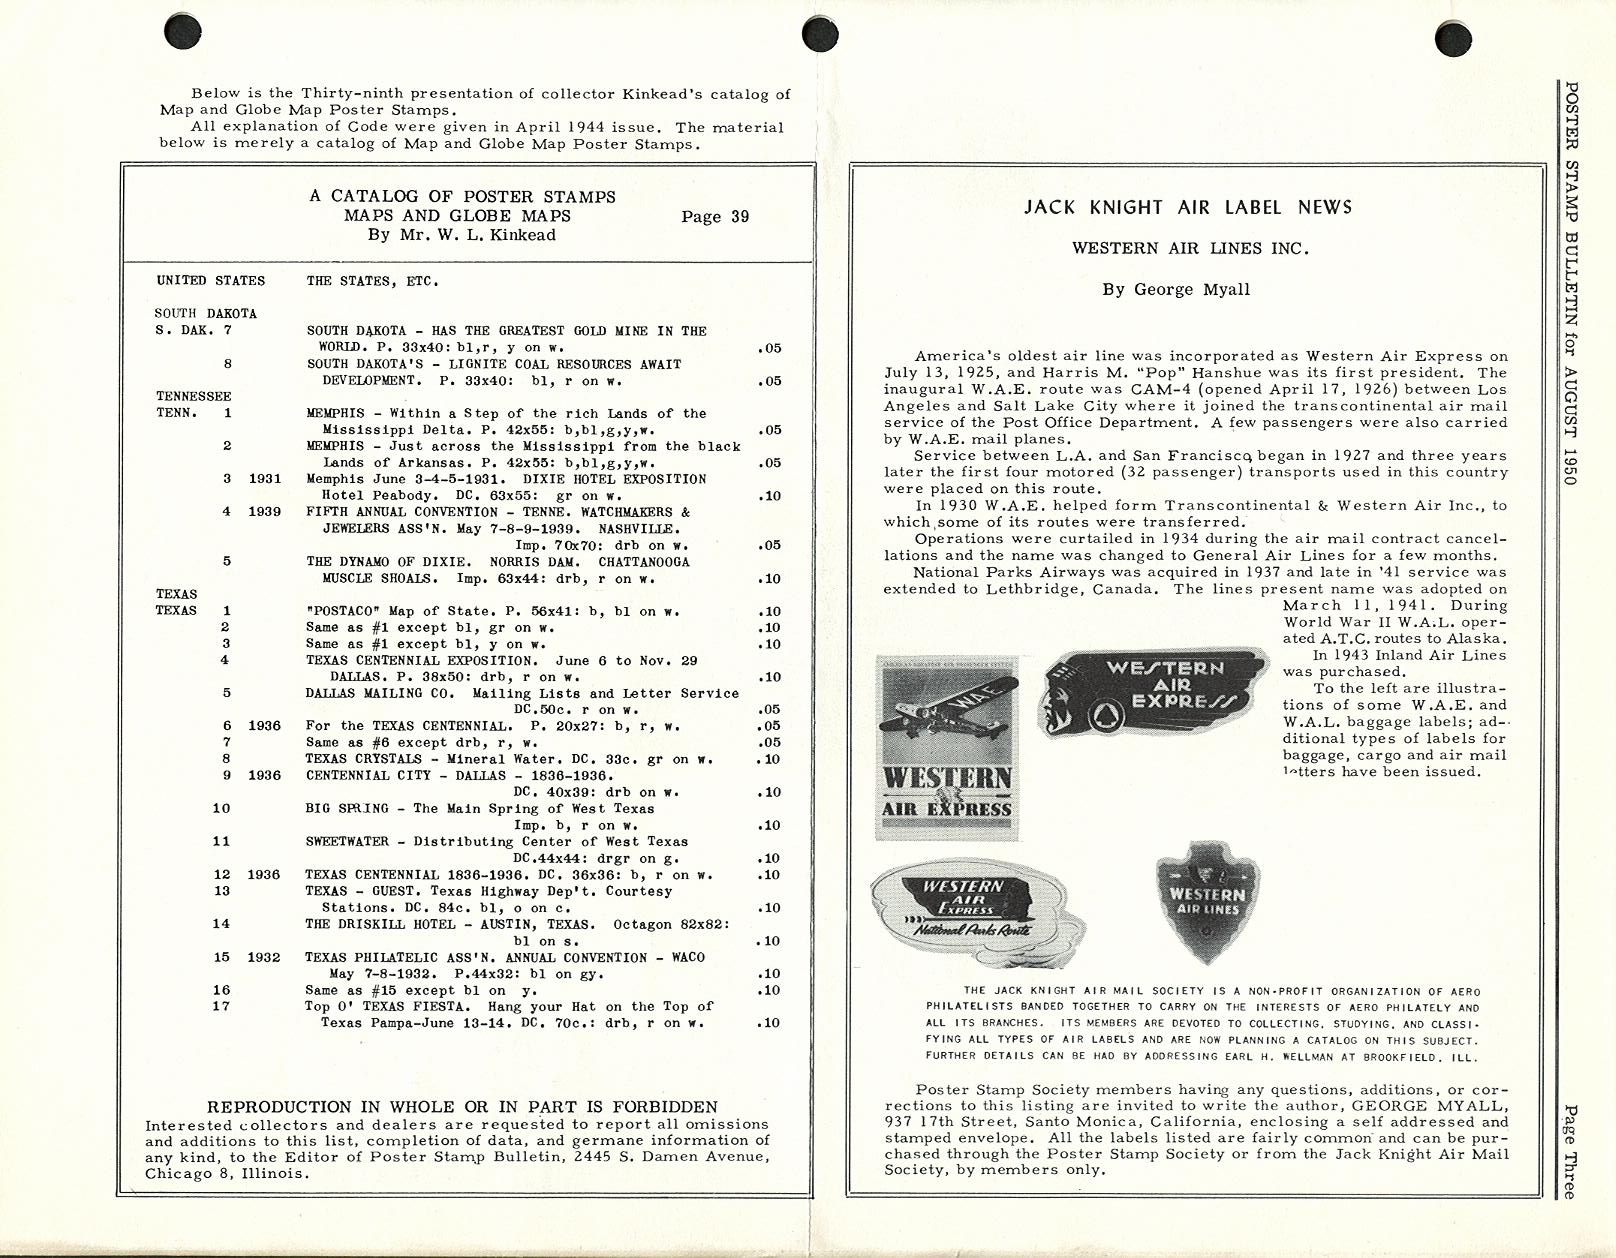 Below is the Thirty-ninth presentation of collector Kinkead's catalog of
Map and Globe Map Poster Stamps.
All explanation of Code were given in April 1944 issue. The material
below is merely a catalog of Map and Globe Map Poster Stamps.
A CATALOG OF POSTER STAMPS
MAPS AND GLOBE MAPS Page 39
By Mr. W. L. Kinkead
UNITED STATES THE STATES, ETC.
SOUTH DAKOTA
S. DAK. 7 SOUTH DAKOTA - HAS THE GREATEST GOLD MINE IN THE
WORLD. P. 33x40: bl,r, y on w. .05
8 SOUTH DAKOTA'S - LIGNITE COAL RESOURCES AWAIT
DEVELOPMENT. P. 33x40: bl, r on w. .05
TENNESSEE
TENN. 1 MEMPHIS - Within a Step of the rich Lands of the
Mississippi Delta. P. 42x55: b,bl,g,y,w. .05
2 MEMPHIS - Just across the Mississippi from the black
Lands of Arkansas. P. 42x55: b,bl,g,y,w. .05
3 1931 Memphis June 3-4-5-1931. DIXIE HOTEL EXPOSITION
Hotel Peabody. DC. 63x55: gr on w. .10
4 1939 FIFTH ANNUAL CONVENTION - TENNE. WATCHMAKERS &
JEWELERS ASS'N. May 7-8-9-1939. NASHVILLE.
Imp. 70x70: drb on w. .05
5 THE DYNAMO OF DIXIE. NORRIS DAM. CHATTANOOGA
MUSCLE SHOALS. Imp. 63x44: drb, r on w. .10
TEXAS
TEXAS 1 "POSTACO" Map of State. P. 56x41: b, bl on w. .10
2 Same as #1 except bl, gr on w. .10
3 Same as #1 except bl, y on w. .10
4 TEXAS CENTENNIAL EXPOSITION. June 6 to Nov. 29
DALLAS. P. 38x50: drb, r on w. .10
5 DALLAS MAILING CO. Mailing Lists and Letter Service
DC.50c. r on w. .05
6 1936 For the TEXAS CENTENNIAL. P. 20x27: b, r, w. .05
7 Same as #6 except drb, r, w. .05
8 TEXAS CRYSTALS - Mineral Water. DC. 33c. gr on w. .10
9 1936 CENTENNIAL CITY - DALLAS - 1836-1936.
DC. 40x39: drb on w. .10
10 BIG SPRING - The Main Spring of West Texas
Imp. b, r on w. .10
11 SWEETWATER - Distributing Center of West Texas
DC.44x44: drgr on g. .10
12 1936 TEXAS CENTENNIAL 1836-1936. DC. 36x36: b, r on w. .10
13 TEXAS - GUEST. Texas Highway Dep't. Courtesy
Stations. DC. 84c. bl, o on c. .10
14 THE DRISKILL HOTEL - AUSTIN, TEXAS. Octagon 82x82:
bl on s. .10
15 1932 TEXAS PHILATELIC ASS'N. ANNUAL CONVENTION - WACO
May 7-8-1932. P.44x32: bl on gy. .10
16 Same as #15 except bl on y. .10
17 Top O' TEXAS FIESTA. Hang your Hat on the Top of
Texas Pampa-June 13-14. DC. 70c.: drb, r on w. .10
REPRODUCTION IN WHOLE OR IN PART IS FORBIDDEN
Interested collectors and dealers are requested to report all omissions
and additions to this list, completion of data, and germane information of
any kind, to the Editor of Poster Stamp Bulletin, 2445 S. Damen Avenue,
Chicago 8, Illinois.
JACK KNIGHT AIR LABEL NEWS
WESTERN AIR LINES INC.
By George Myall
America's oldest air line was incorporated as Western Air Express on
July 13, 1925, and Harris M. "Pop" Hanshue was its first president. The
inaugural W.A.E. route was CAM-4 (opened April 17, 1926) between Los
Angeles and Salt Lake City where it joined the transcontinental air mail
service of the Post Office Department. A few passengers were also carried
by W.A.E. mail planes.
Service between L.A. and San Francisco, began in 1927 and three years
later the first four motored (32 passenger) transports used in this country
were placed on this route.
In 1930 W.A.E. helped form Transcontinental & Western Air Inc., to
which some of its routes were transferred.
Operations were curtailed in 1934 during the air mail contract cancel-
lations and the name was changed to General Air Lines for a few months.
National Parks Airways was acquired in 1937 and late in '41 service was
extended to Lethbridge, Canada. The lines present name was adopted on
March 11, 1941. During
World War II W.A.L. oper-
ated A.T.C. routes to Alaska.
In 1943 Inland Air Lines
was purchased.
To the left are illustra-
tions of some W.A.E. and
W.A.L. baggage labels; ad-
ditional types of labels for
baggage, cargo and air mail
letters have been issued.
W.A.E.
WESTERN
AIR EXPRESS
WESTERN
AIR
EXPRESS
WESTERN
AIR
EXPRESS
National Parks Route
WESTERN
AIR LINES
THE JACK KNIGHT AIR MAIL SOCIETY IS A NON-PROFIT ORGANIZATION OF AERO
PHILATELISTS BANDED TOGETHER TO CARRY ON THE INTERESTS OF AERO PHILATELY AND
ALL ITS BRANCHES. ITS MEMBERS ARE DEVOTED TO COLLECTING, STUDYING, AND CLASSI-
FYING ALL TYPES OF AIR LABELS AND ARE NOW PLANNING A CATALOG ON THIS SUBJECT.
FURTHER DETAILS CAN BE HAD BY ADDRESSING EARL H. WELLMAN AT BROOKFIELD, ILL.
Poster Stamp Society members having any questions, additions, or cor-
rections to this listing are invited to write the author, GEORGE MYALL,
937 17th Street, Santo Monica, California, enclosing a self addressed and
stamped envelope. All the labels listed are fairly common and can be pur-
chased through the Poster Stamp Society or from the Jack Knight Air Mail
Society, by members only.
POSTER STAMP BULLETIN for AUGUST 1950
Page Three